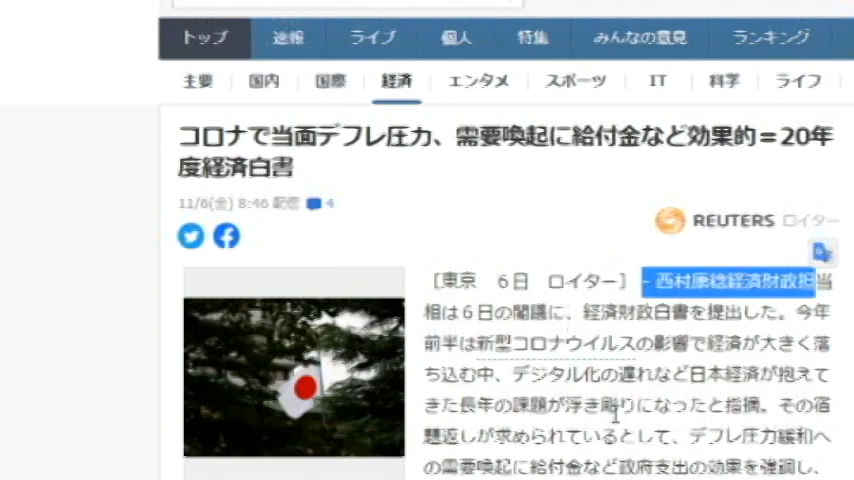 トップ 速報 ライブ 個人 特集 みんなの意見 ランキング
主要 国内 国際 経済 エンタメ スポーツ IT 科学 ライフ
コロナで当面デフレ圧力、需要喚起に給付金など効果的＝20年
度経済白書
11/6(金) 8:46 配信 4
REUTERS ロイター
［東京 ６日 ロイター］ - 西村康稔経済財政担当
相は６日の閣議に、経済財政白書を提出した。今年
前半は新型コロナウイルスの影響で経済が大きく落
ち込む中、デジタル化の遅れなど日本経済が抱えて
きた長年の課題が浮き彫りになったと指摘。その宿
題返しが求められているとして、デフレ圧力緩和へ
の需要喚起に給付金など政府支出の効果を強調し、